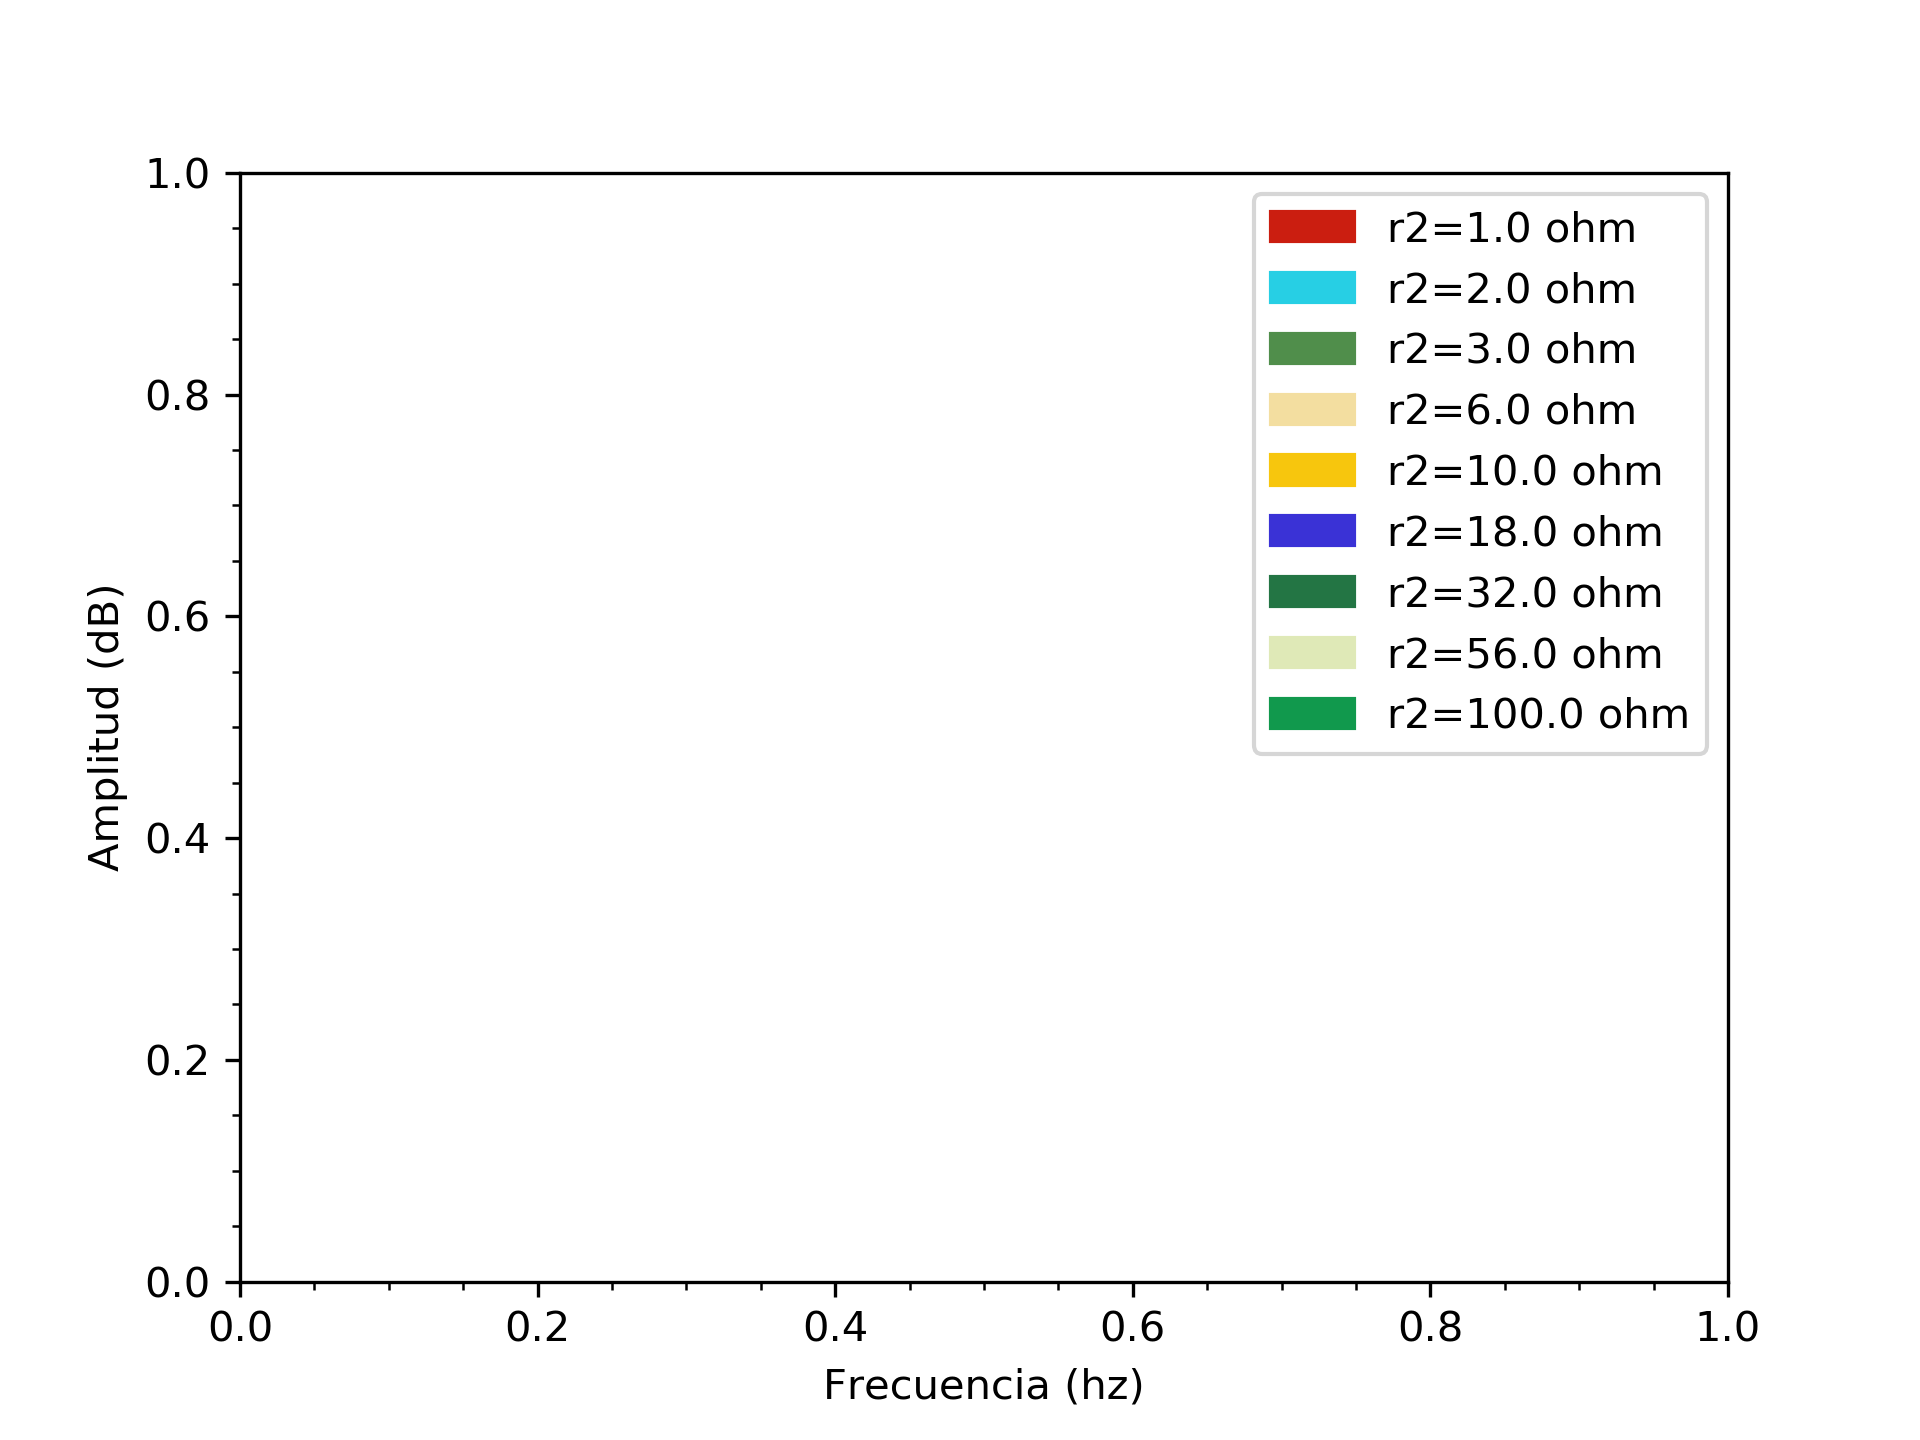 1.0
0.8
0.6
0.4
0.2
0.0
Amplitud (dB)
r2=1.0 ohm
r2=2.0 ohm
r2=3.0 ohm
r2=6.0 ohm
r2=10.0 ohm
r2=18.0 ohm
r2=32.0 ohm
r2=56.0 ohm
r2=100.0 ohm
0.0 0.2 0.4 0.6 0.8 1.0
Frecuencia (hz)